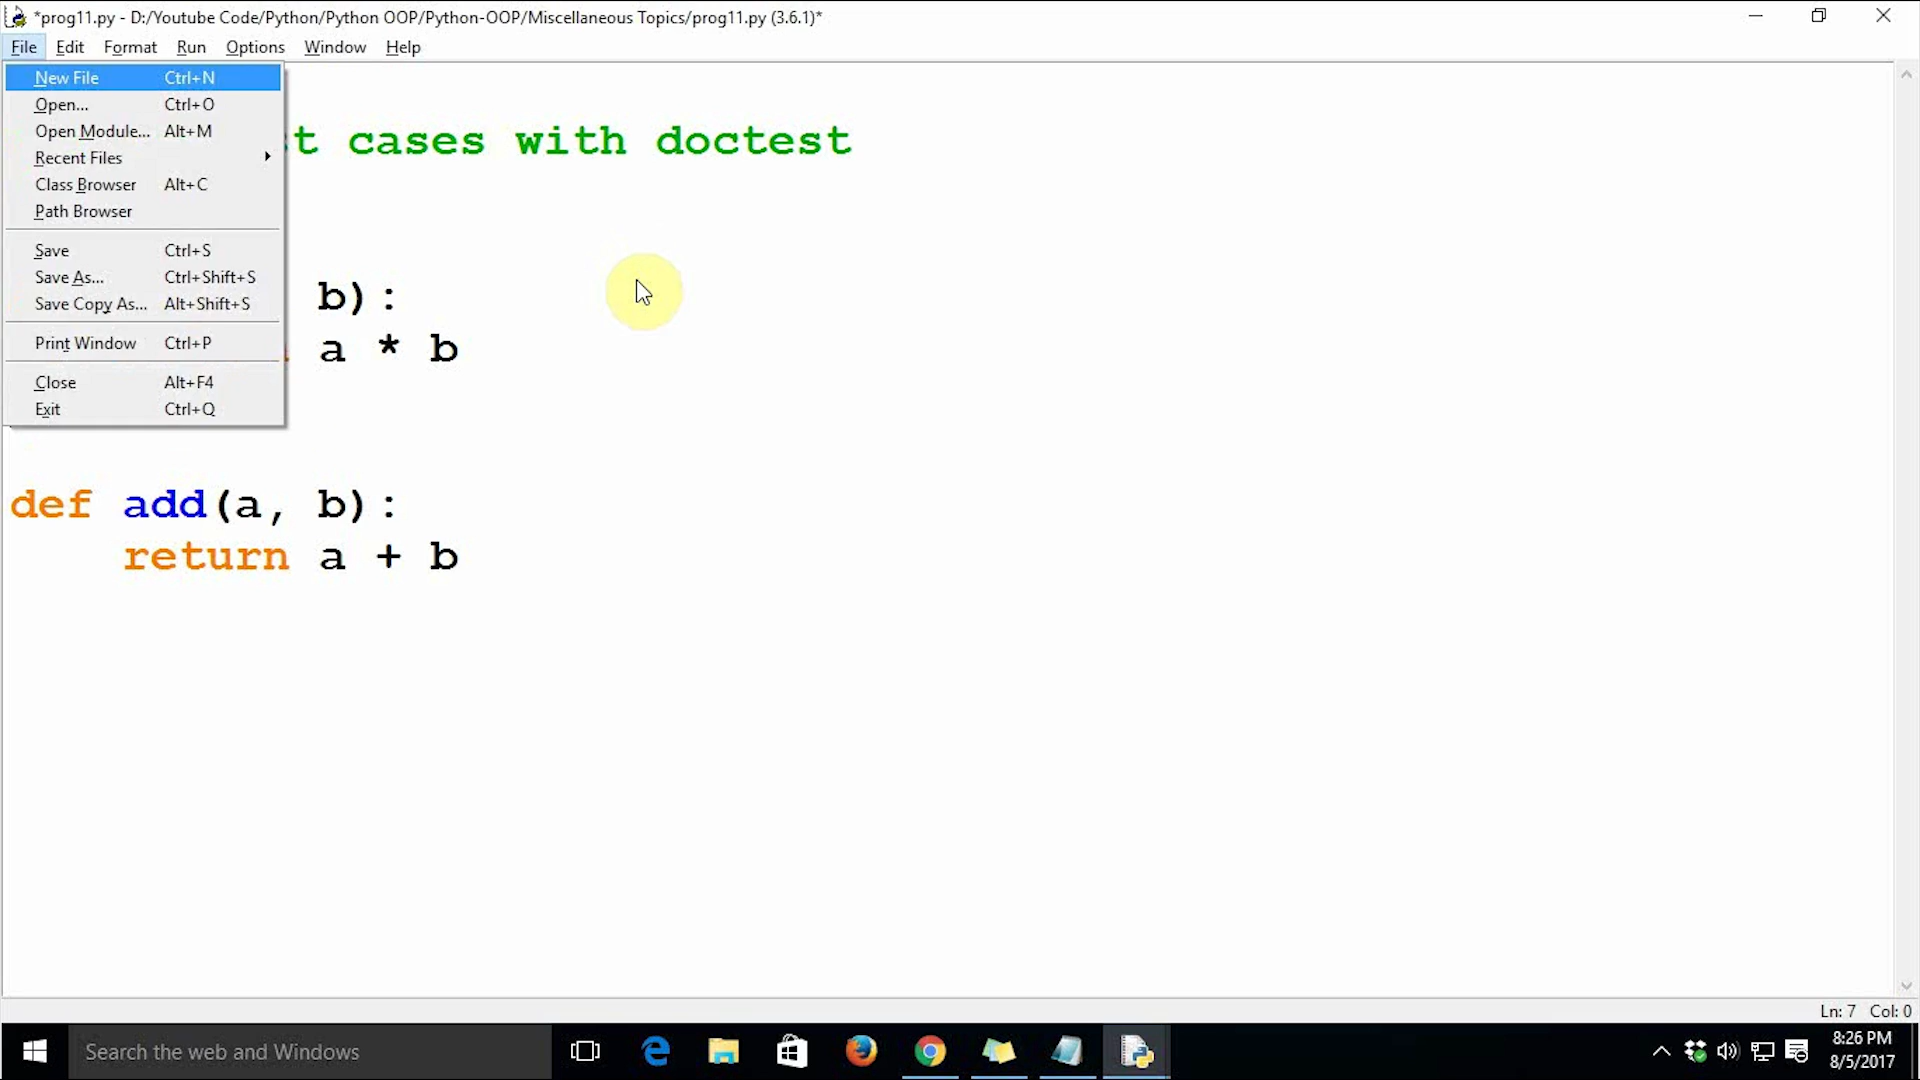 *prog11.py - D:/Youtube Code/Python/Python OOP/Python-OOP/Miscellaneous Topics/prog11.py (3.6.1)*
File Edit Format Run Options Window Help
New File Ctrl+N
Open... Ctrl+O
Open Module... Alt+M
Recent Files
Class Browser Alt+C
Path Browser
Save Ctrl+S
Save As... Ctrl+Shift+S
Save Copy As... Alt+Shift+S
Print Window Ctrl+P
Close Alt+F4
Exit Ctrl+Q
t cases with doctest
b):
a * b
def add(a, b):
return a + b
Ln: 7 Col: 0
Search the web and Windows
8:26 PM
8/5/2017